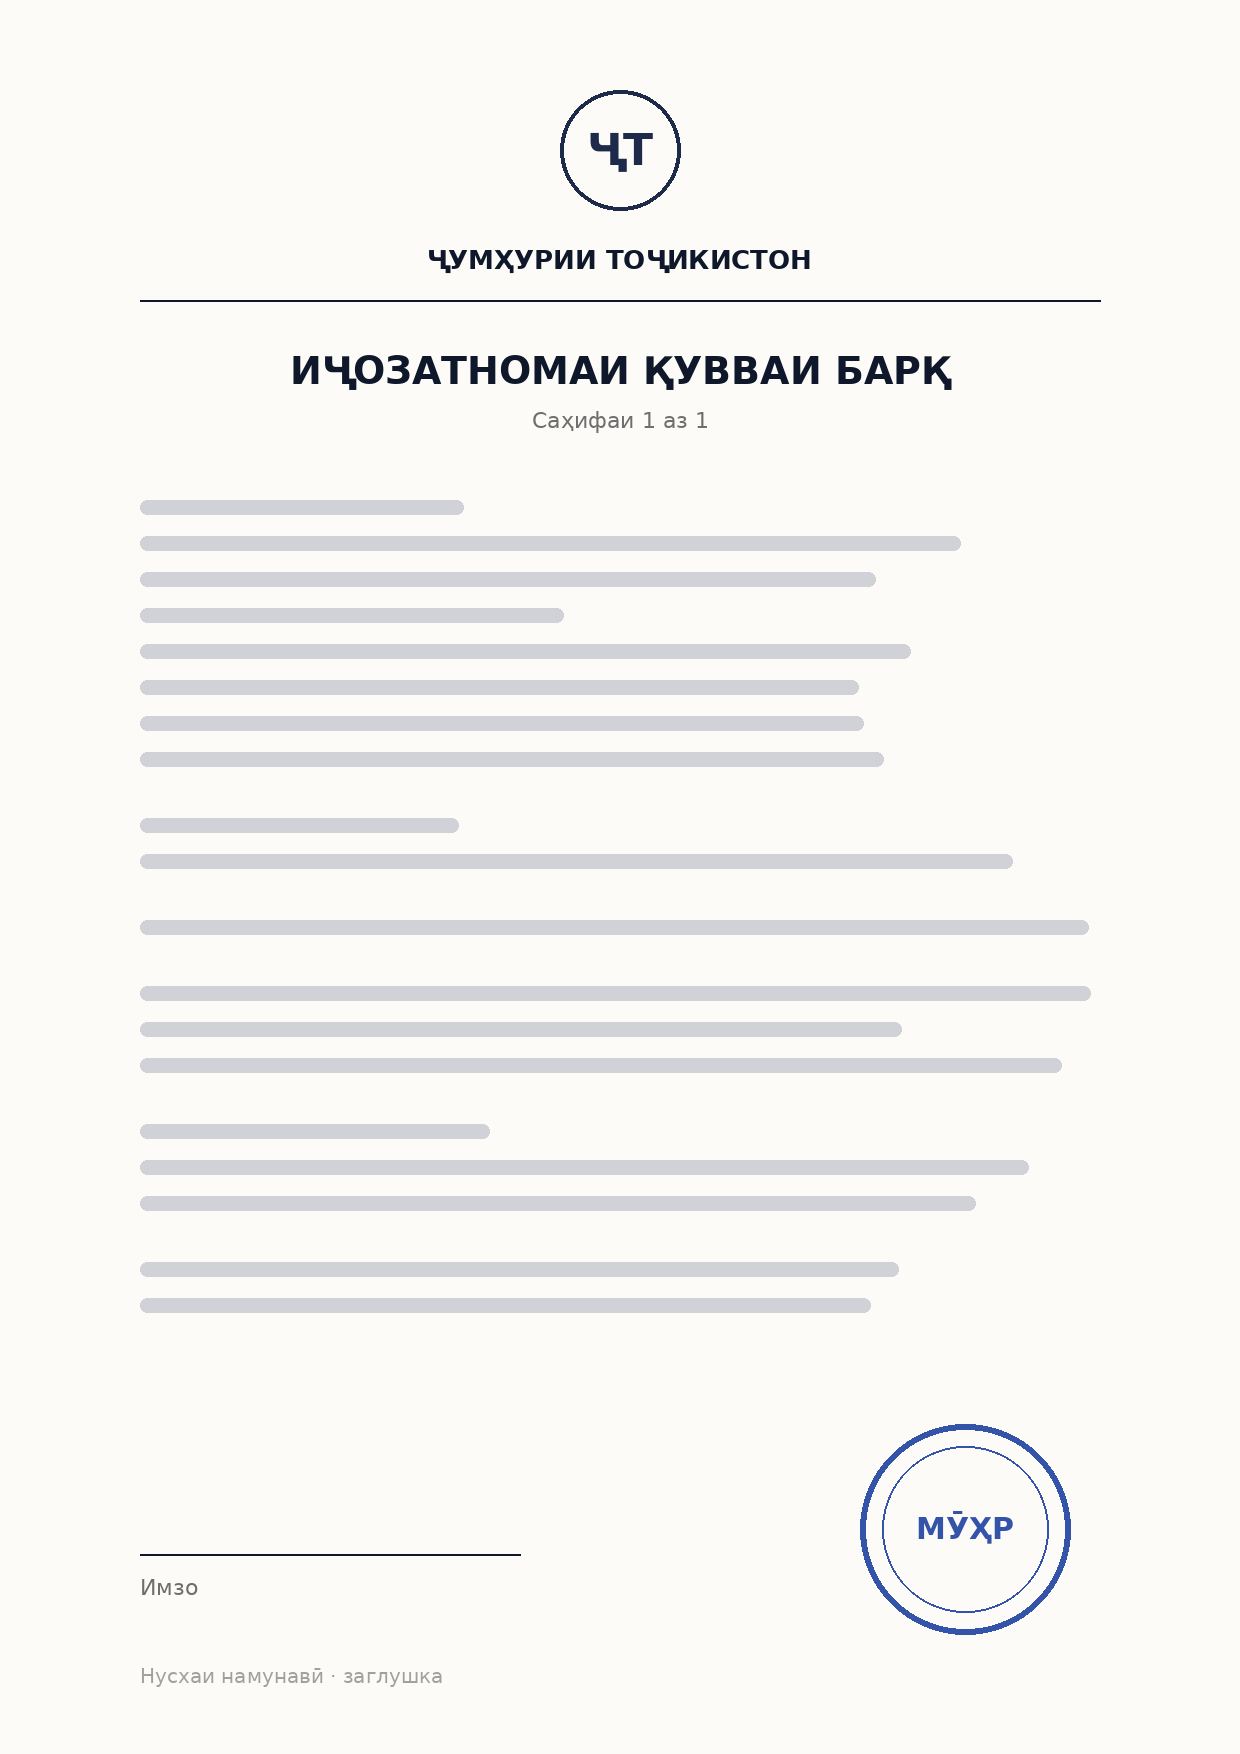 ҶТ
ҶУМҲУРИИ ТОҶИКИСТОН
ИҶОЗАТНОМАИ ҚУВВАИ БАРҚ
Саҳифаи 1 аз 1
МӮҲР
Имзо
Нусхаи намунавӣ · заглушка